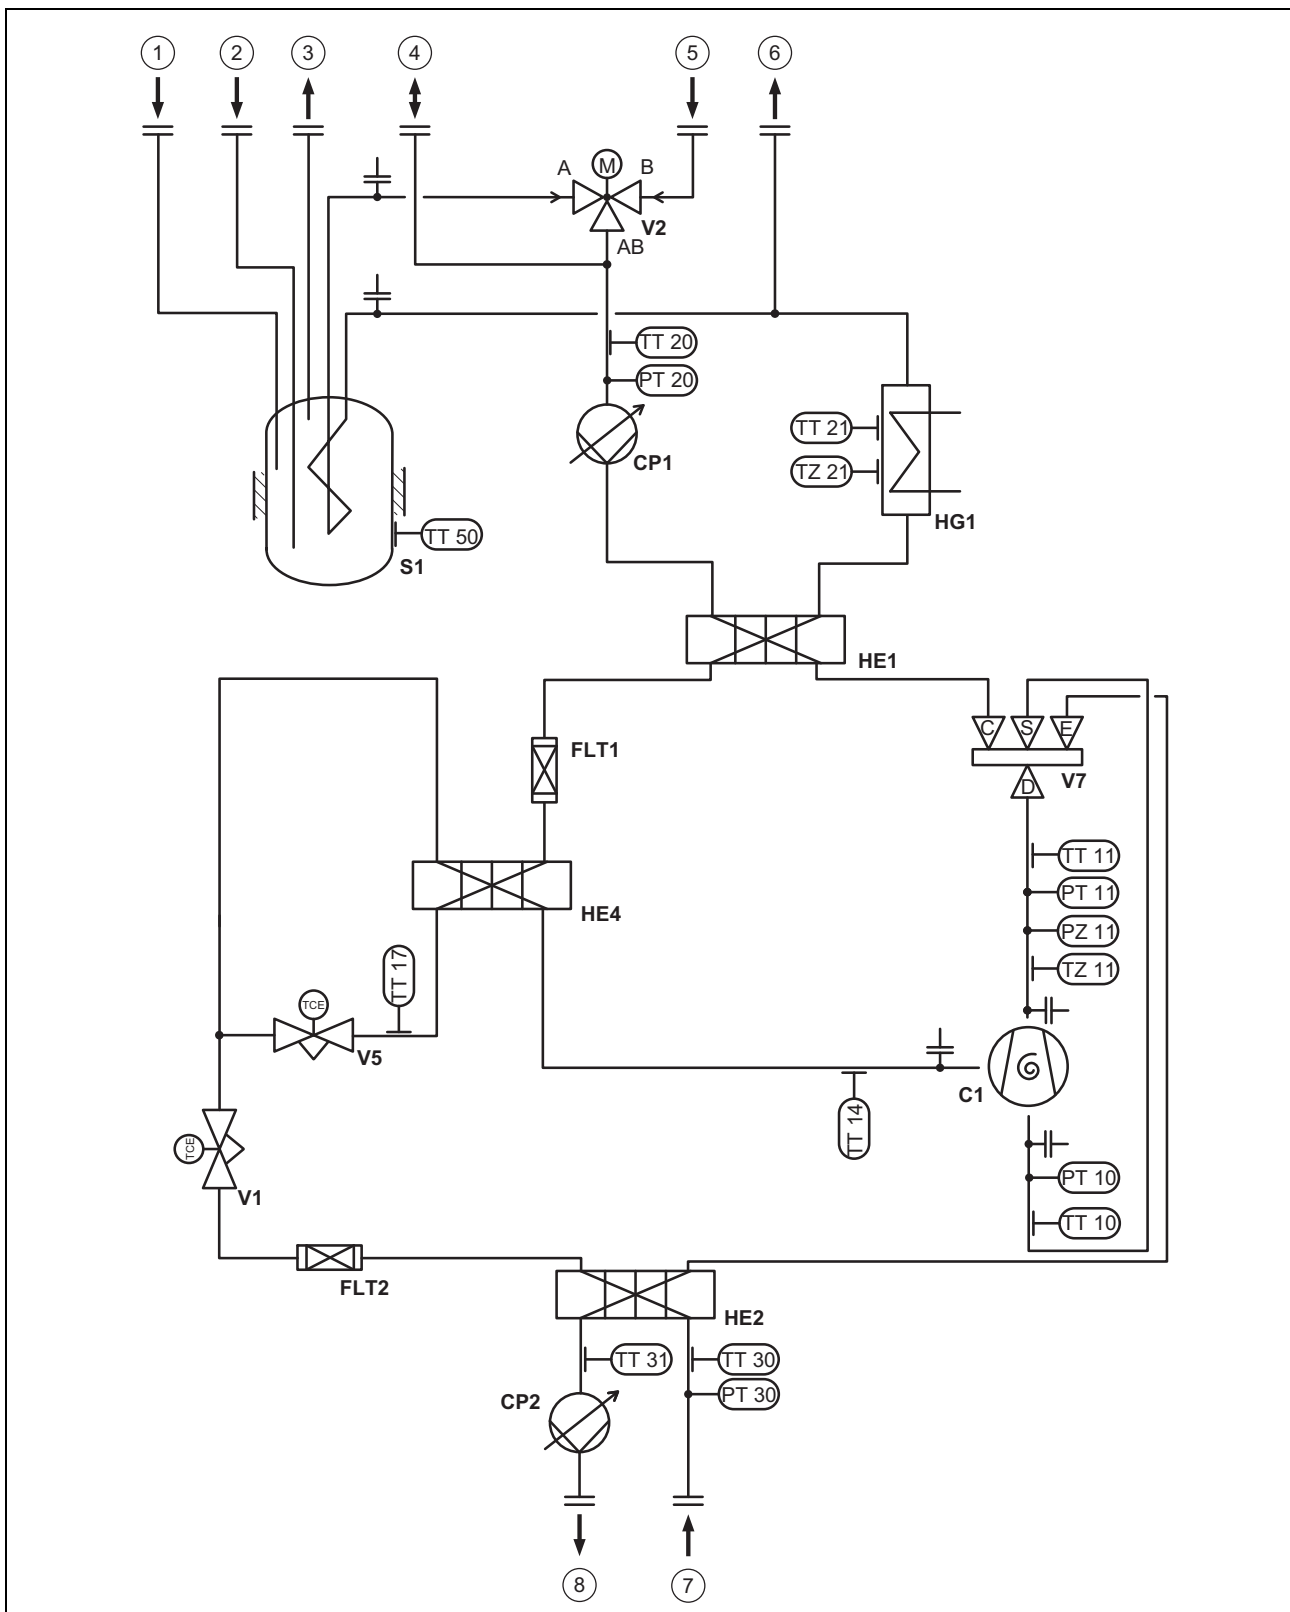 1 2 3 4 5 6
A M B
V2
AB
TT 20
PT 20
CP1
TT 21
TZ 21
HG1
TT 50
S1
HE1
C S E
FLT1
V7
D
TT 11
PT 11
HE4
PZ 11
TT 17
TZ 11
TCE
V5
C1
TT 14
TCE
V1
PT 10
TT 10
FLT2
HE2
TT 31
TT 30
PT 30
CP2
8 7